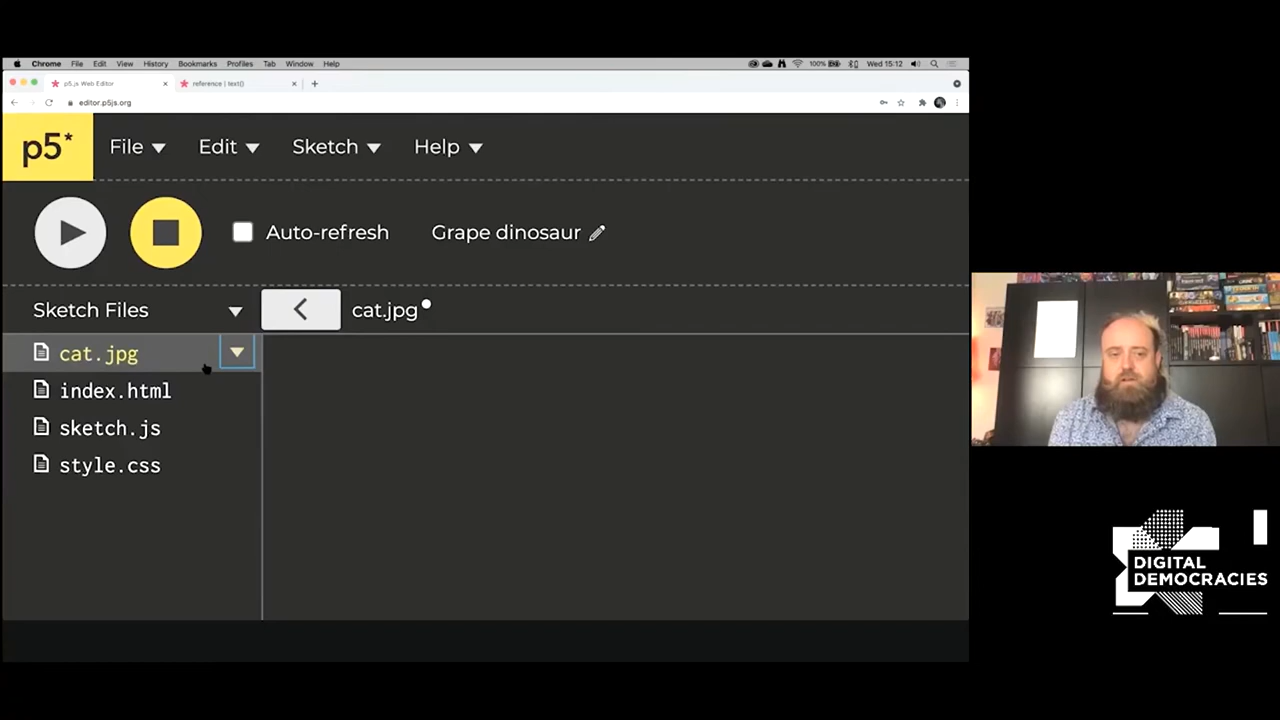 Chrome File Edit View History Bookmarks Profiles Tab Window Help 100% Wed 15:12
p5.js Web Editor reference | text()
editor.p5js.org
p5* File Edit Sketch Help
Auto-refresh Grape dinosaur
Sketch Files cat.jpg
cat.jpg
index.html
sketch.js
style.css
DIGITAL
DEMOCRACIES